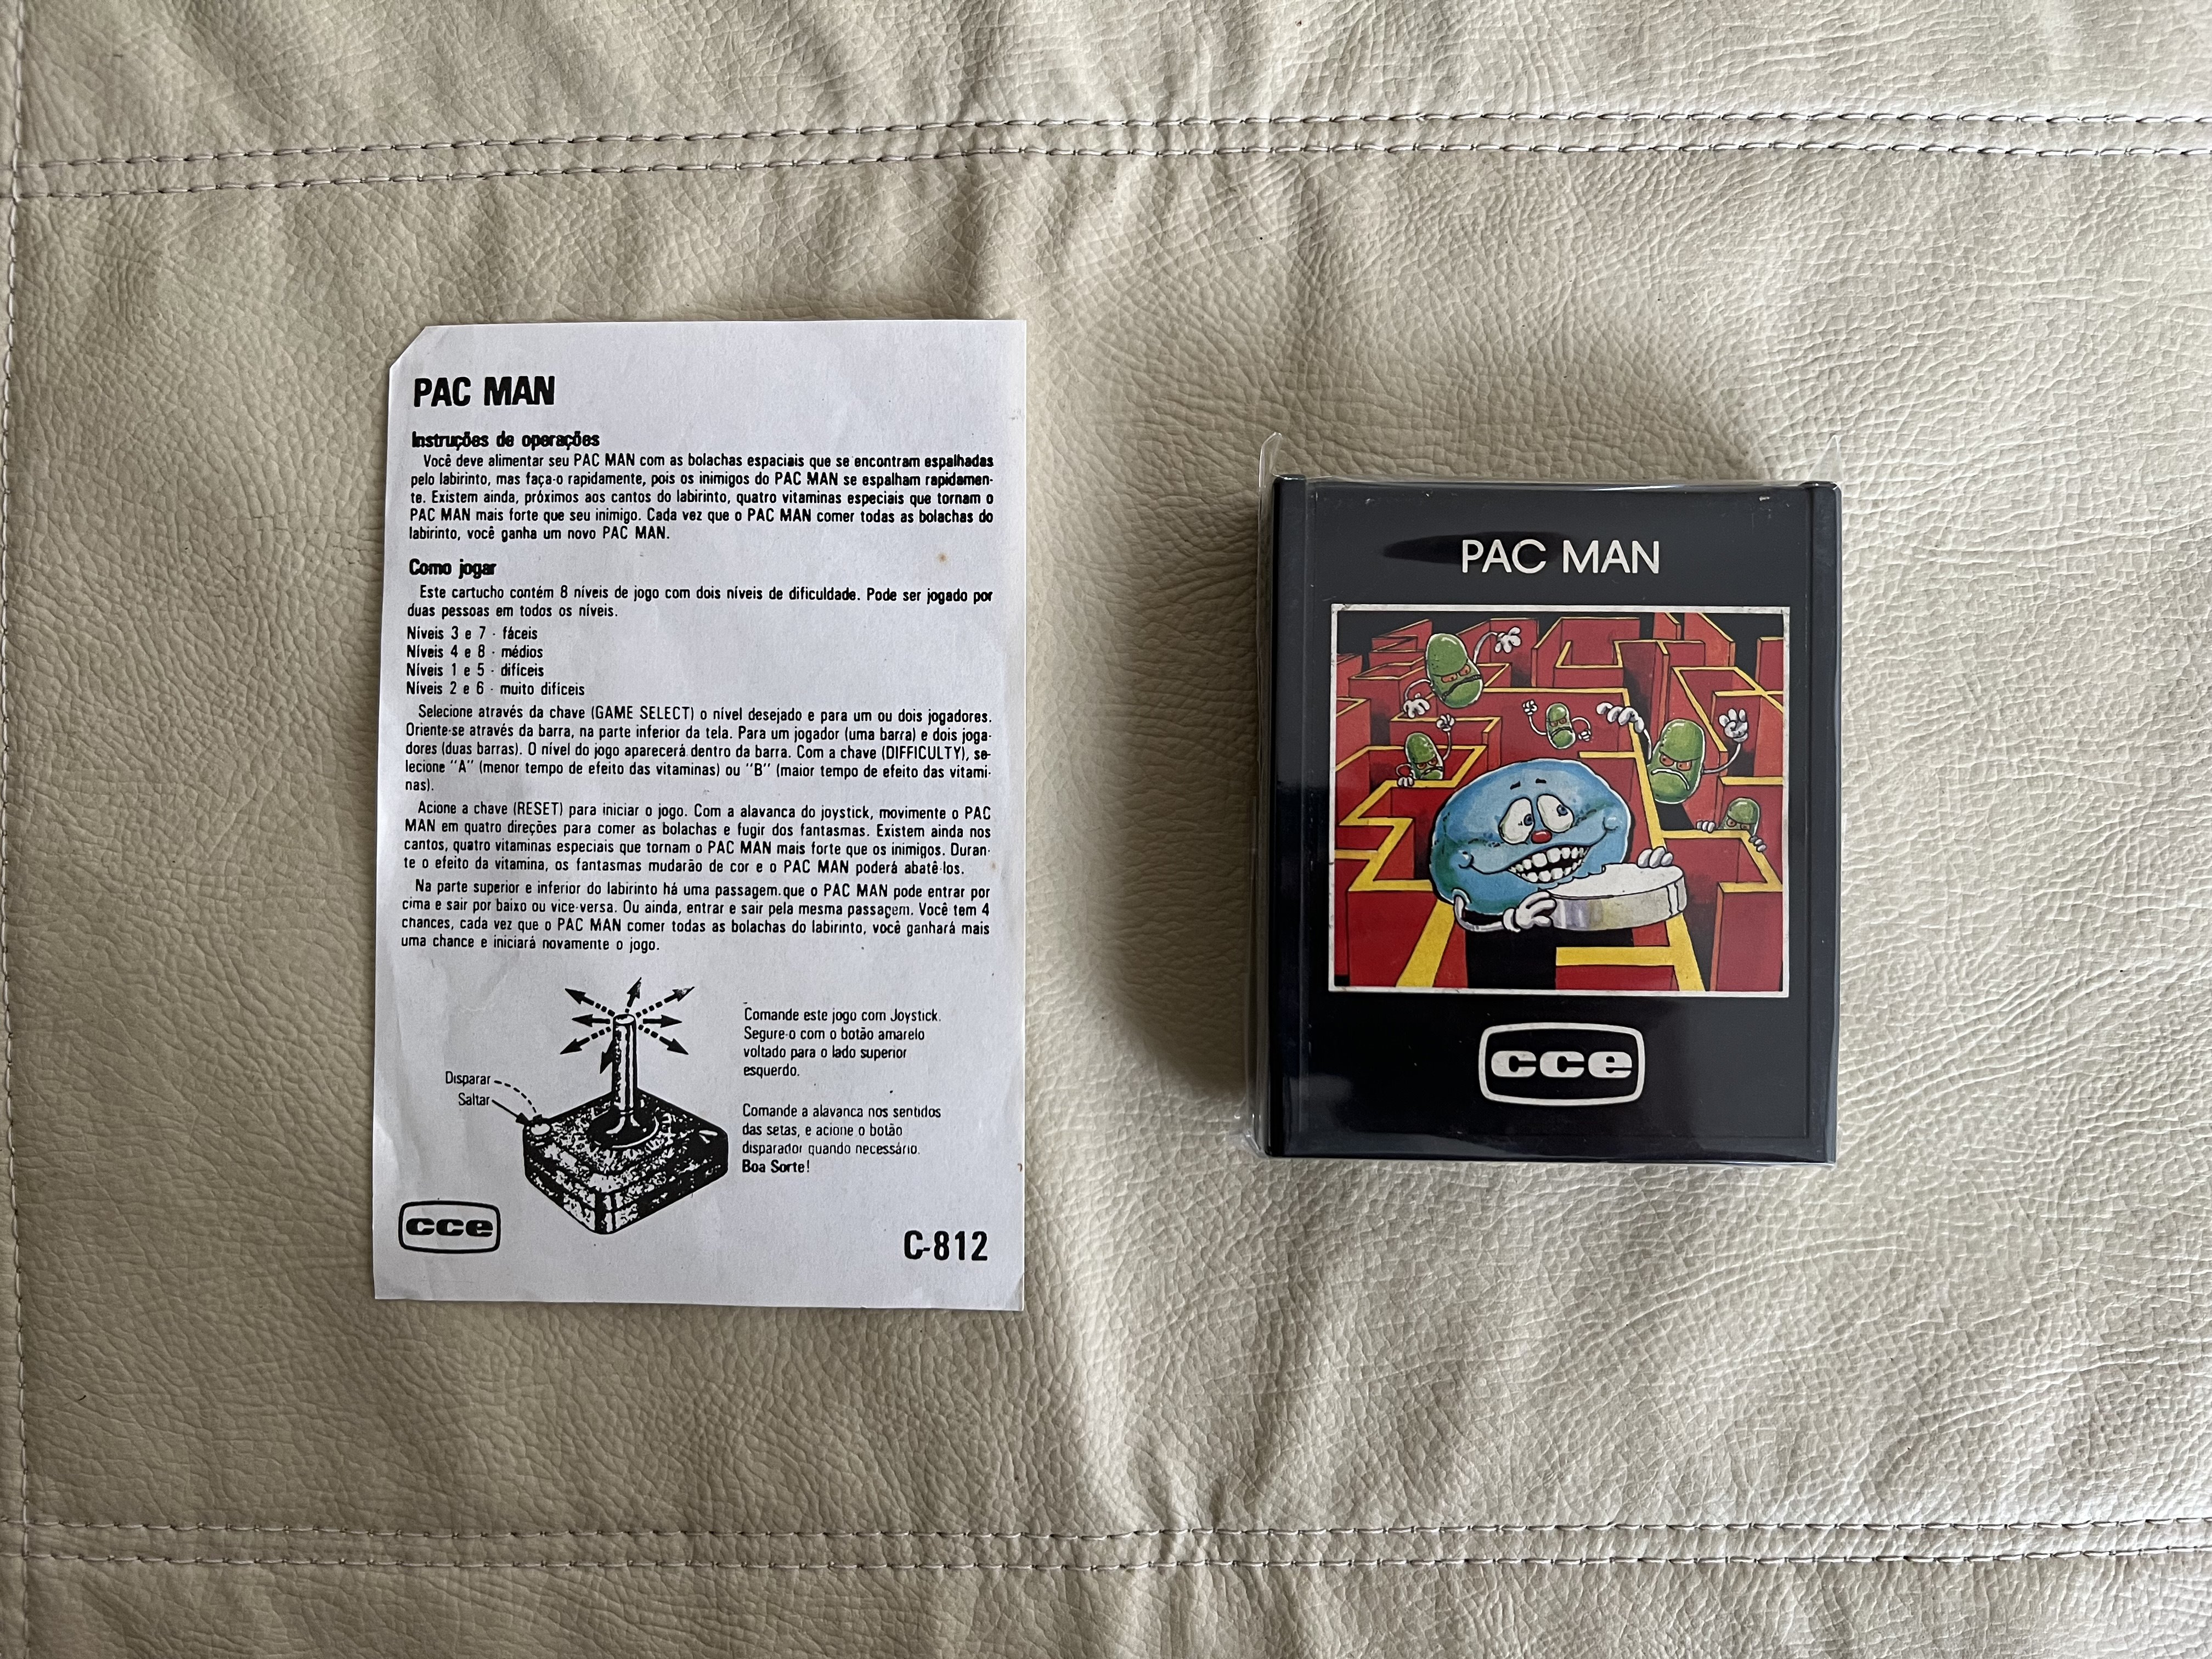 PAC MAN
Instruções de operações
Você deve alimentar seu PAC MAN com as bolachas espaciais que se encontram espalhadas
pelo labirinto, mas faça-o rapidamente, pois os inimigos do PAC MAN se espalham rapidamen-
te. Existem ainda, próximos aos cantos do labirinto, quatro vitaminas especiais que tornam o
PAC MAN mais forte que seu inimigo. Cada vez que o PAC MAN comer todas as bolachas do
labirinto, você ganha um novo PAC MAN.
Como jogar
Este cartucho contém 8 níveis de jogo com dois níveis de dificuldade. Pode ser jogado por
duas pessoas em todos os níveis.
Níveis 3 e 7 - fáceis
Níveis 4 e 8 - médios
Níveis 1 e 5 - difíceis
Níveis 2 e 6 - muito difíceis
Selecione através da chave (GAME SELECT) o nível desejado e para um ou dois jogadores.
Oriente-se através da barra, na parte inferior da tela. Para um jogador (uma barra) e dois joga-
dores (duas barras). O nível do jogo aparecerá dentro da barra. Com a chave (DIFFICULTY), se-
lecione "A" (menor tempo de efeito das vitaminas) ou "B" (maior tempo de efeito das vitami-
nas).
Acione a chave (RESET) para iniciar o jogo. Com a alavanca do joystick, movimente o PAC
MAN em quatro direções para comer as bolachas e fugir dos fantasmas. Existem ainda nos
cantos, quatro vitaminas especiais que tornam o PAC MAN mais forte que os inimigos. Duran-
te o efeito da vitamina, os fantasmas mudarão de cor e o PAC MAN poderá abatê-los.
Na parte superior e inferior do labirinto há uma passagem.que o PAC MAN pode entrar por
cima e sair por baixo ou vice-versa. Ou ainda, entrar e sair pela mesma passagem. Você tem 4
chances, cada vez que o PAC MAN comer todas as bolachas do labirinto, você ganhará mais
uma chance e iniciará novamente o jogo.
Disparar
Saltar
Comande este jogo com Joystick.
Segure-o com o botão amarelo
voltado para o lado superior
esquerdo.
Comande a alavanca nos sentidos
das setas, e acione o botão
disparador quando necessário.
Boa Sorte!
cce
C-812
PAC MAN
cce